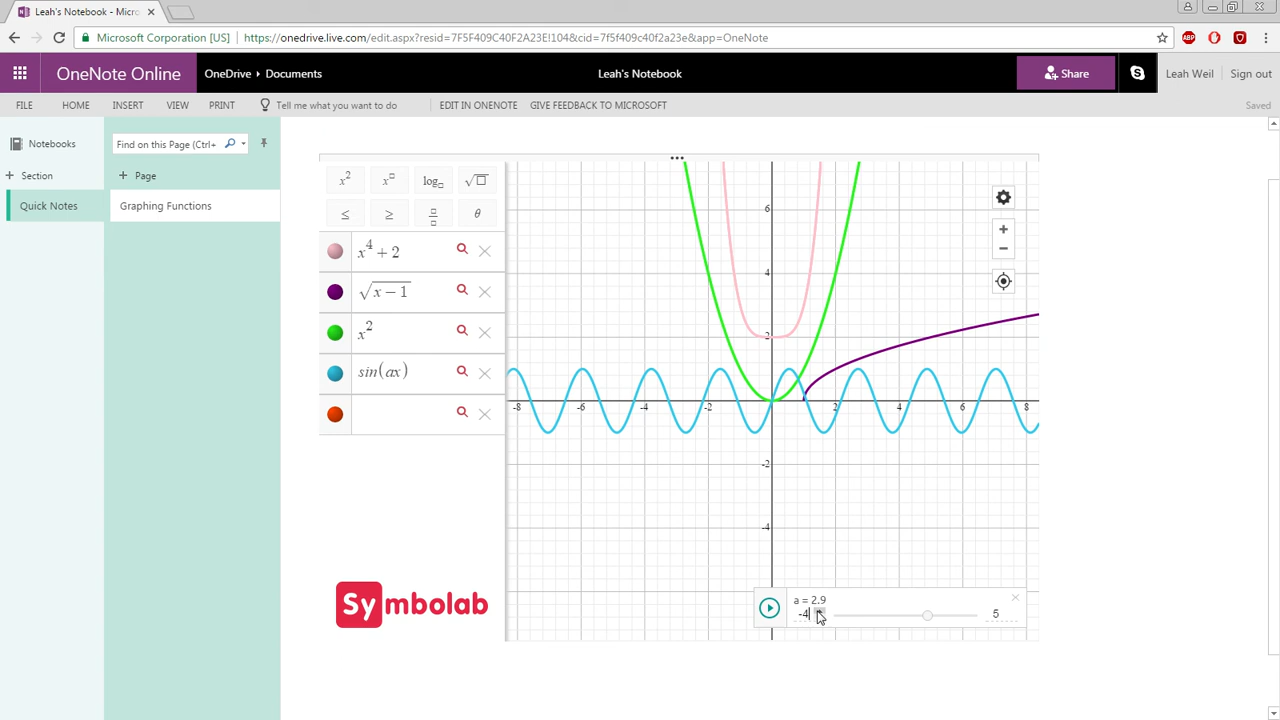 Leah's Notebook - Micro
Microsoft Corporation [US]
https://onedrive.live.com/edit.aspx?resid=7F5F409C40F2A23E!104&cid=7f5f409c40f2a23e&app=OneNote
ABP
OneNote Online
OneDrive ▸ Documents
Leah's Notebook
Share
Leah Weil
Sign out
FILE
HOME
INSERT
VIEW
PRINT
Tell me what you want to do
EDIT IN ONENOTE
GIVE FEEDBACK TO MICROSOFT
Saved
Notebooks
Find on this Page (Ctrl+
+ Section
+ Page
Quick Notes
Graphing Functions
x² x□ log□ √□
≤ ≥ □/□ θ
x⁴ + 2
√x − 1
x²
sin(ax)
6
4
2
-8 -6 -4 -2 2 4 6 8
-2
-4
+
−
Symbolab
a = 2.9
-4
5